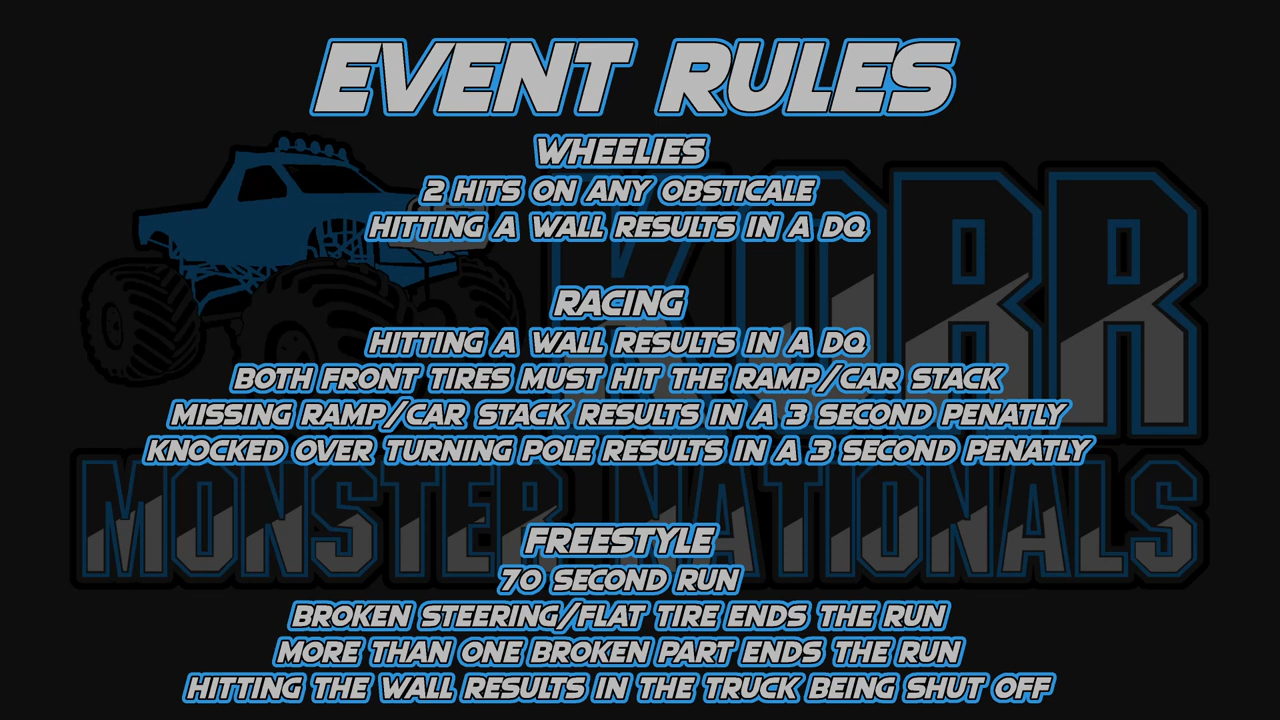 EVENT RULES
WHEELIES
2 HITS ON ANY OBSTICALE
HITTING A WALL RESULTS IN A DQ
RACING
HITTING A WALL RESULTS IN A DQ
BOTH FRONT TIRES MUST HIT THE RAMP/CAR STACK
MISSING RAMP/CAR STACK RESULTS IN A 3 SECOND PENATLY
KNOCKED OVER TURNING POLE RESULTS IN A 3 SECOND PENATLY
FREESTYLE
70 SECOND RUN
BROKEN STEERING/FLAT TIRE ENDS THE RUN
MORE THAN ONE BROKEN PART ENDS THE RUN
HITTING THE WALL RESULTS IN THE TRUCK BEING SHUT OFF
MONSTER NATIONALS